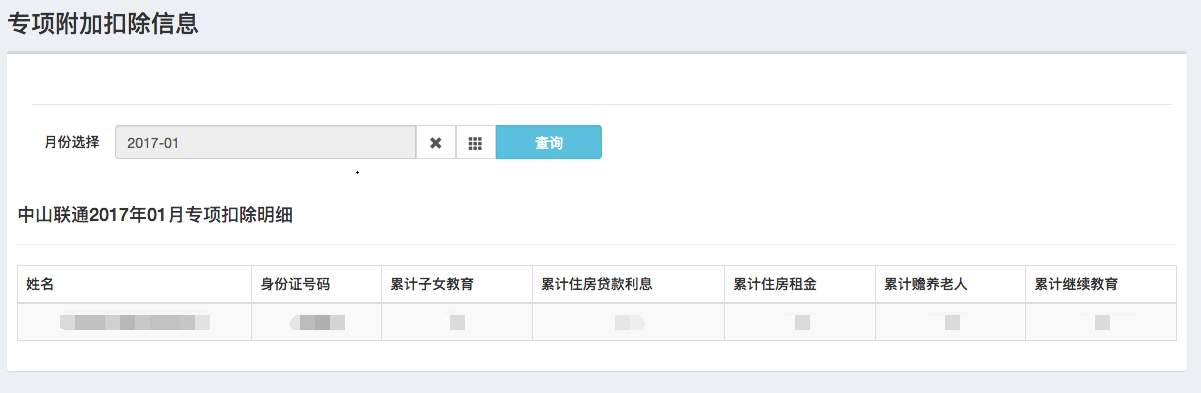 专项附加扣除信息
月份选择 2017-01 查询
中山联通2017年01月专项扣除明细
姓名 身份证号码 累计子女教育 累计住房贷款利息 累计住房租金 累计赡养老人 累计继续教育